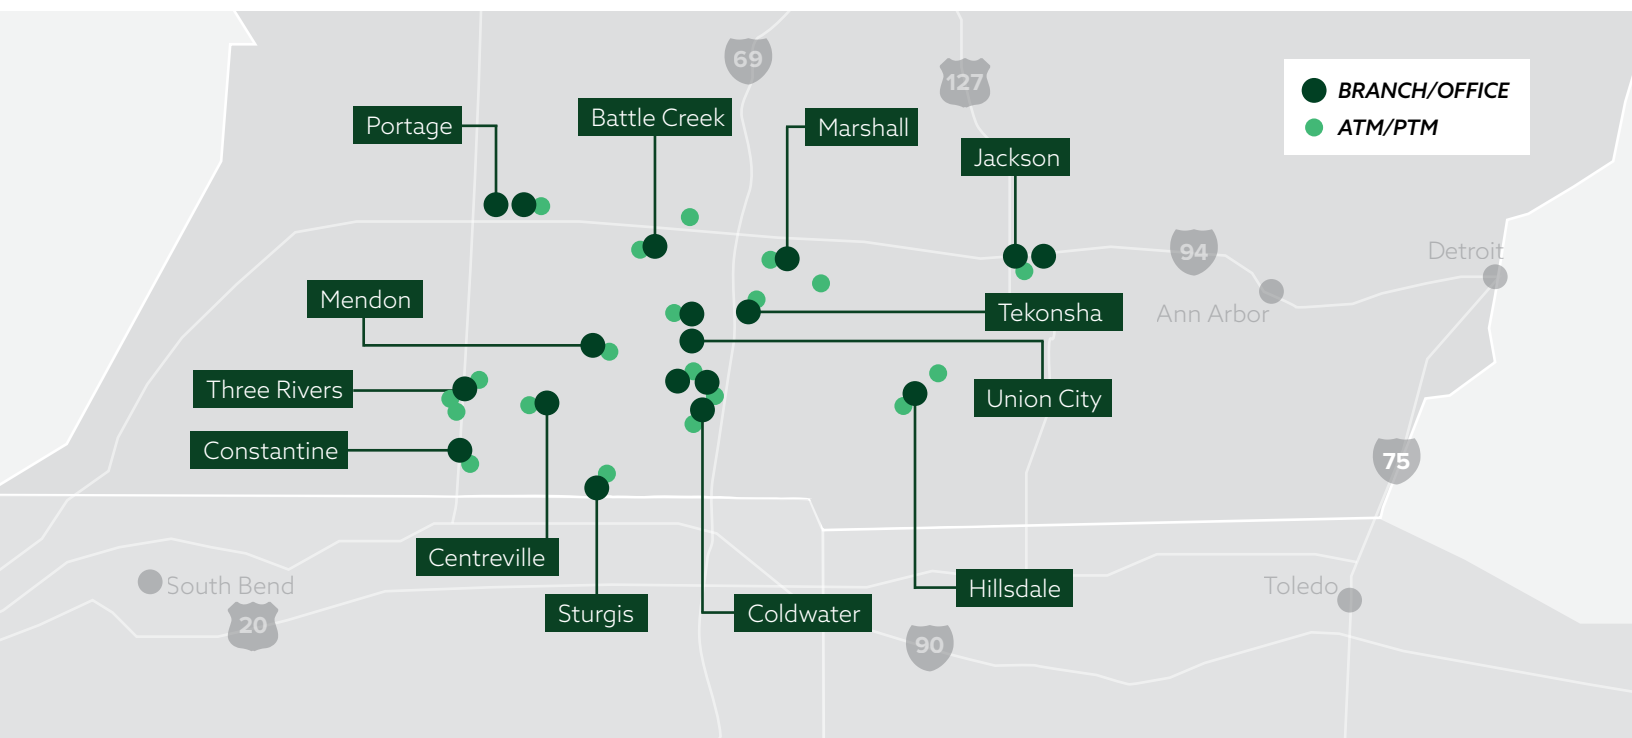 69
127
BRANCH/OFFICE
ATM/PTM
Portage
Battle Creek
Marshall
Jackson
94
Detroit
Mendon
Tekonsha
Ann Arbor
Three Rivers
Union City
Constantine
75
Centreville
South Bend
Hillsdale
Toledo
Sturgis
Coldwater
20
90